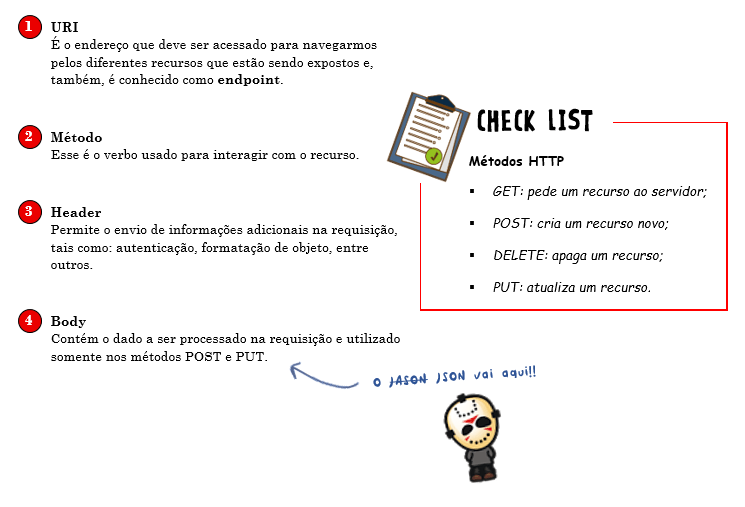 1 URI
É o endereço que deve ser acessado para navegarmos
pelos diferentes recursos que estão sendo expostos e,
também, é conhecido como endpoint.
2 Método
Esse é o verbo usado para interagir com o recurso.
3 Header
Permite o envio de informações adicionais na requisição,
tais como: autenticação, formatação de objeto, entre
outros.
4 Body
Contém o dado a ser processado na requisição e utilizado
somente nos métodos POST e PUT.
O JASON JSON vai aqui!!
CHECK LIST
Métodos HTTP
▪ GET: pede um recurso ao servidor;
▪ POST: cria um recurso novo;
▪ DELETE: apaga um recurso;
▪ PUT: atualiza um recurso.